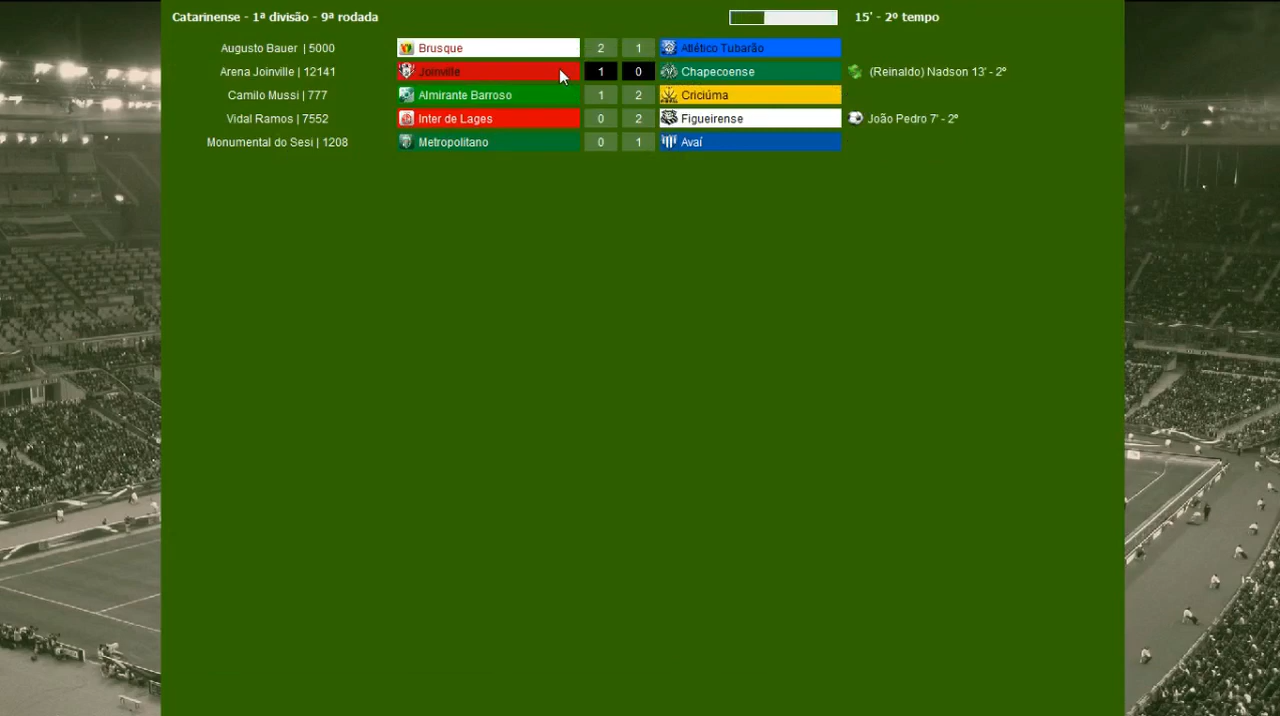 Catarinense - 1ª divisão - 9ª rodada 15' - 2º tempo
Augusto Bauer | 5000 Brusque 2 1 Atlético Tubarão
Arena Joinville | 12141 Joinville 1 0 Chapecoense (Reinaldo) Nadson 13' - 2º
Camilo Mussi | 777 Almirante Barroso 1 2 Criciúma
Vidal Ramos | 7552 Inter de Lages 0 2 Figueirense João Pedro 7' - 2º
Monumental do Sesi | 1208 Metropolitano 0 1 Avaí